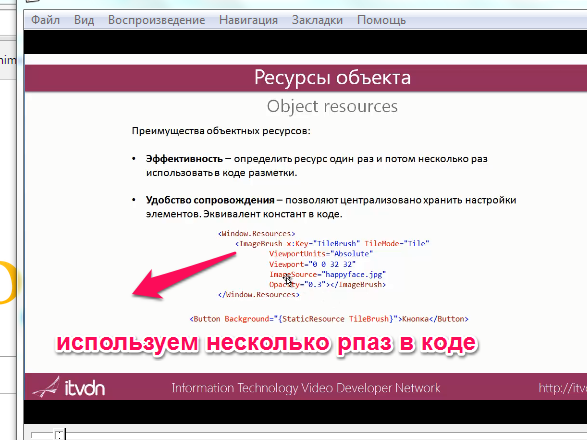 Файл Вид Воспроизведение Навигация Закладки Помощь
Ресурсы объекта
Object resources
Преимущества объектных ресурсов:
• Эффективность – определить ресурс один раз и потом несколько раз
использовать в коде разметки.
• Удобство сопровождения – позволяют централизовано хранить настройки
элементов. Эквивалент констант в коде.
<Window.Resources>
<ImageBrush x:Key="TileBrush" TileMode="Tile"
ViewportUnits="Absolute"
Viewport="0 0 32 32"
ImageSource="happyface.jpg"
Opacity="0.3"></ImageBrush>
</Window.Resources>
<Button Background="{StaticResource TileBrush}">Кнопка</Button>
используем несколько рпаз в коде
itvdn Information Technology Video Developer Network http://itv